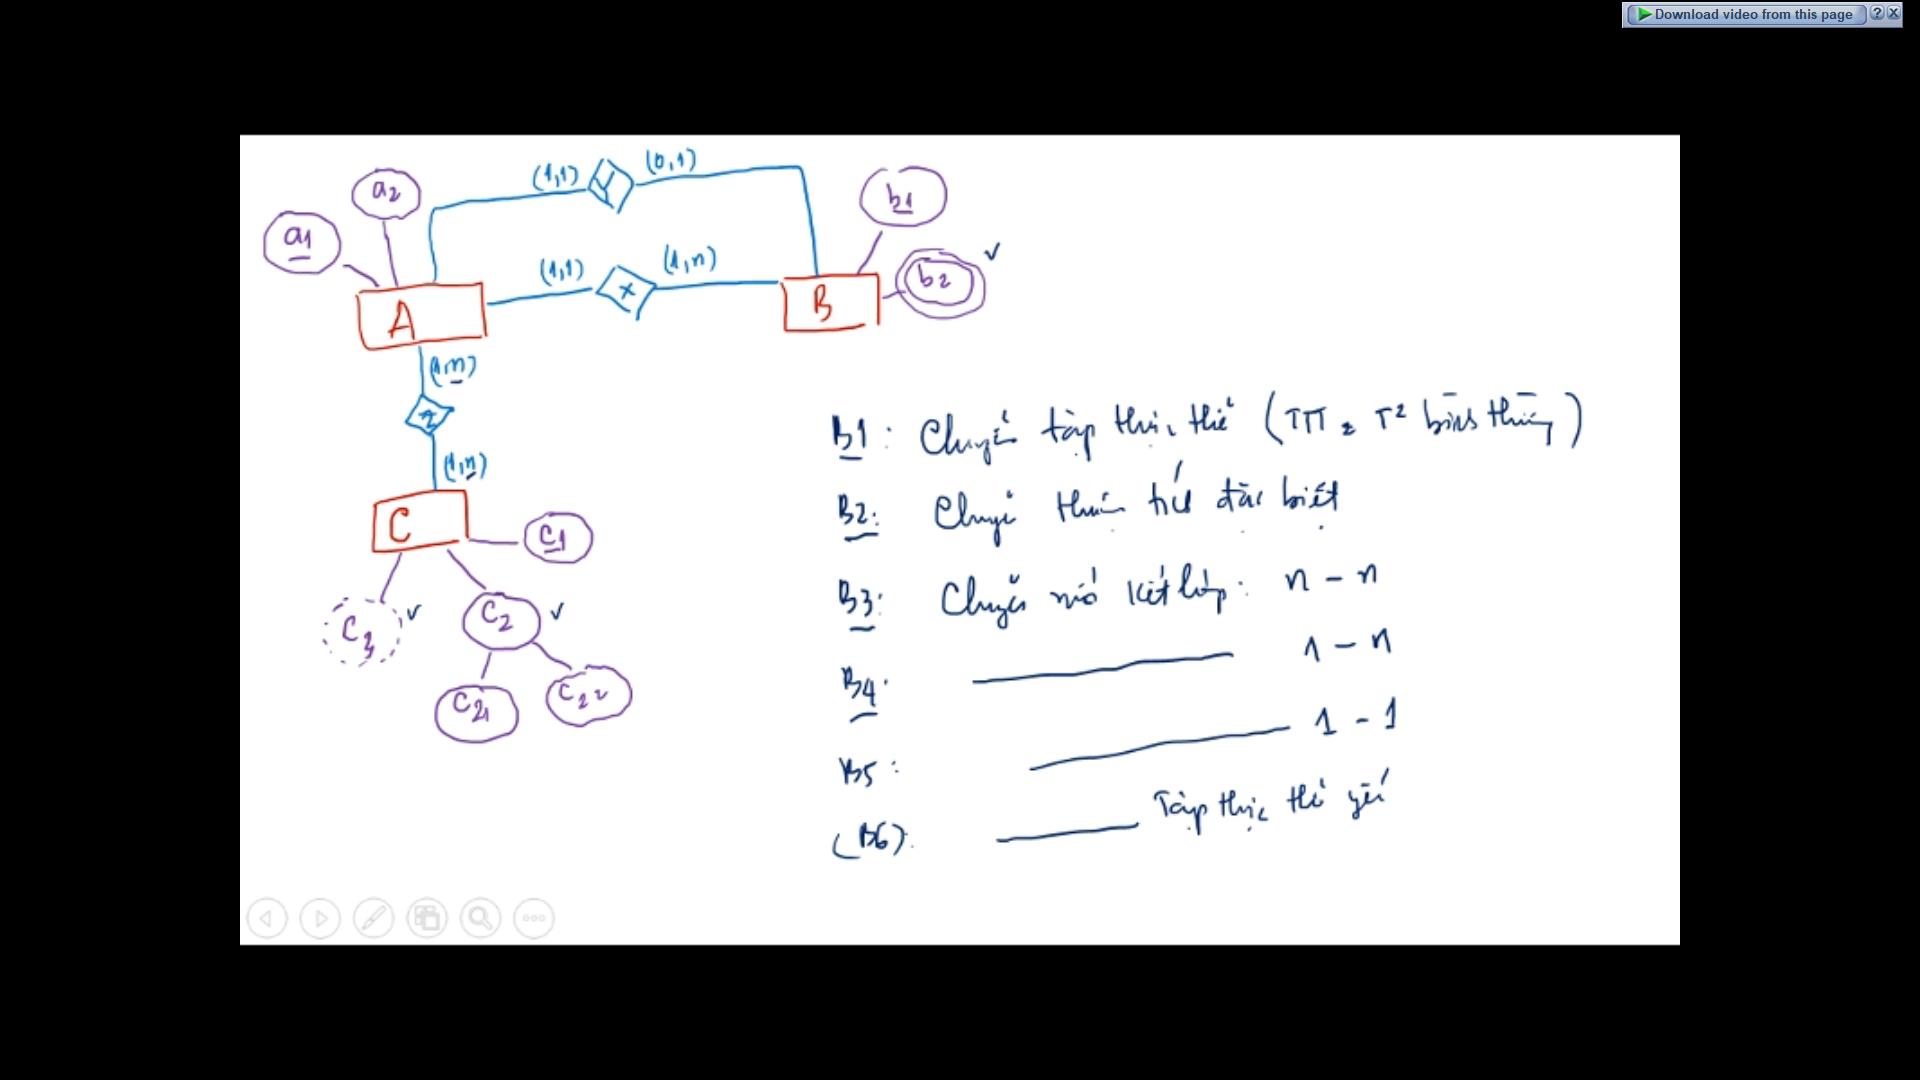 Download video from this page
(1,1) Y (0,1)
a2
a1
b1
b2
(1,1) X (1,n)
A
B
(1,n)
Z
(1,n)
C
c1
C3
C2
C21
C22
B1: Chuyển tập thực thể (TT T² bình thường)
B2: Chuyển thuộc tính đặc biệt
B3: Chuyển mối kết hợp: n - n
B4: 1 - n
B5: 1 - 1
(B6). Tập thực thể yếu